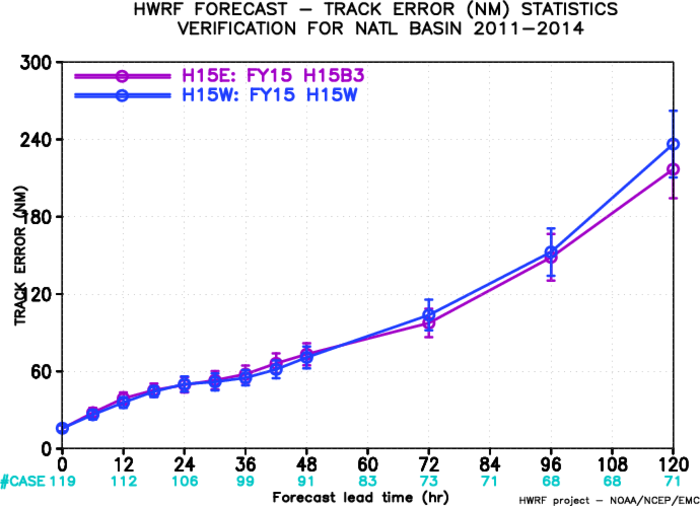 HWRF FORECAST – TRACK ERROR (NM) STATISTICS
VERIFICATION FOR NATL BASIN 2011–2014
H15E: FY15 H15B3
H15W: FY15 H15W
TRACK ERROR (NM)
300
240
180
120
60
0
0 12 24 36 48 60 72 84 96 108 120
#CASE 119 112 106 99 91 83 73 71 68 68 71
Forecast lead time (hr)
HWRF project – NOAA/NCEP/EMC